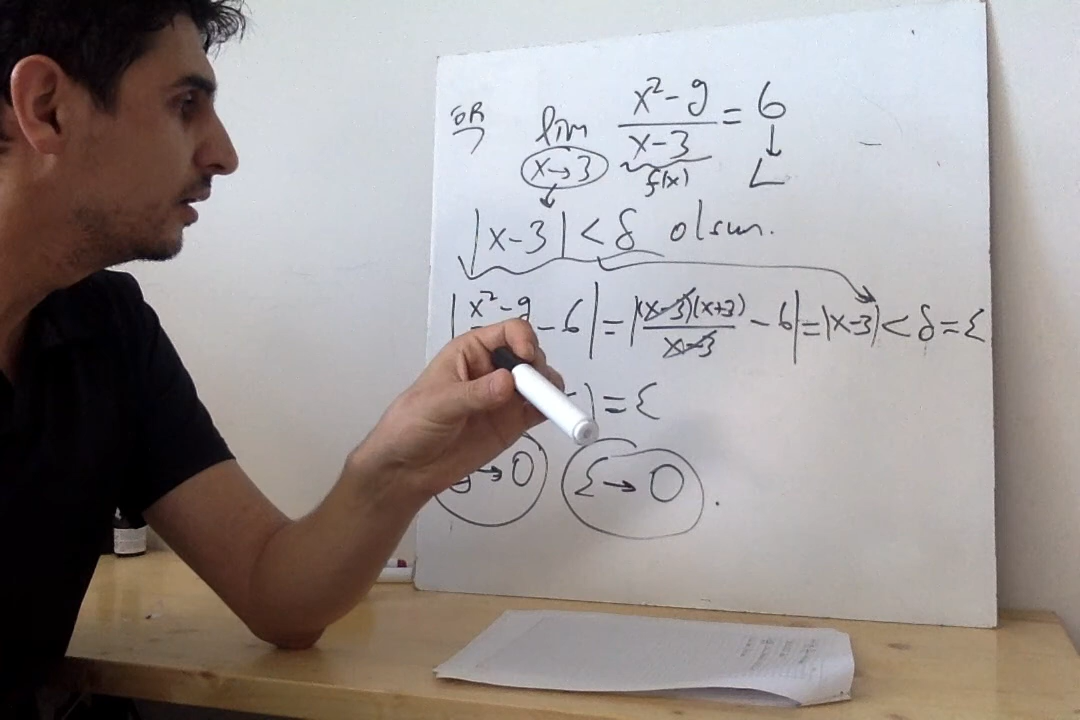 ÖR lim x→3 x²-9 / x-3 = 6
f(x) L
|x-3| < δ olsun.
|x²-9 - 6| = |(x-3)(x+3) / x-3 - 6| = |x-3| < δ = ε
) = ε
→ 0 ε → 0 .